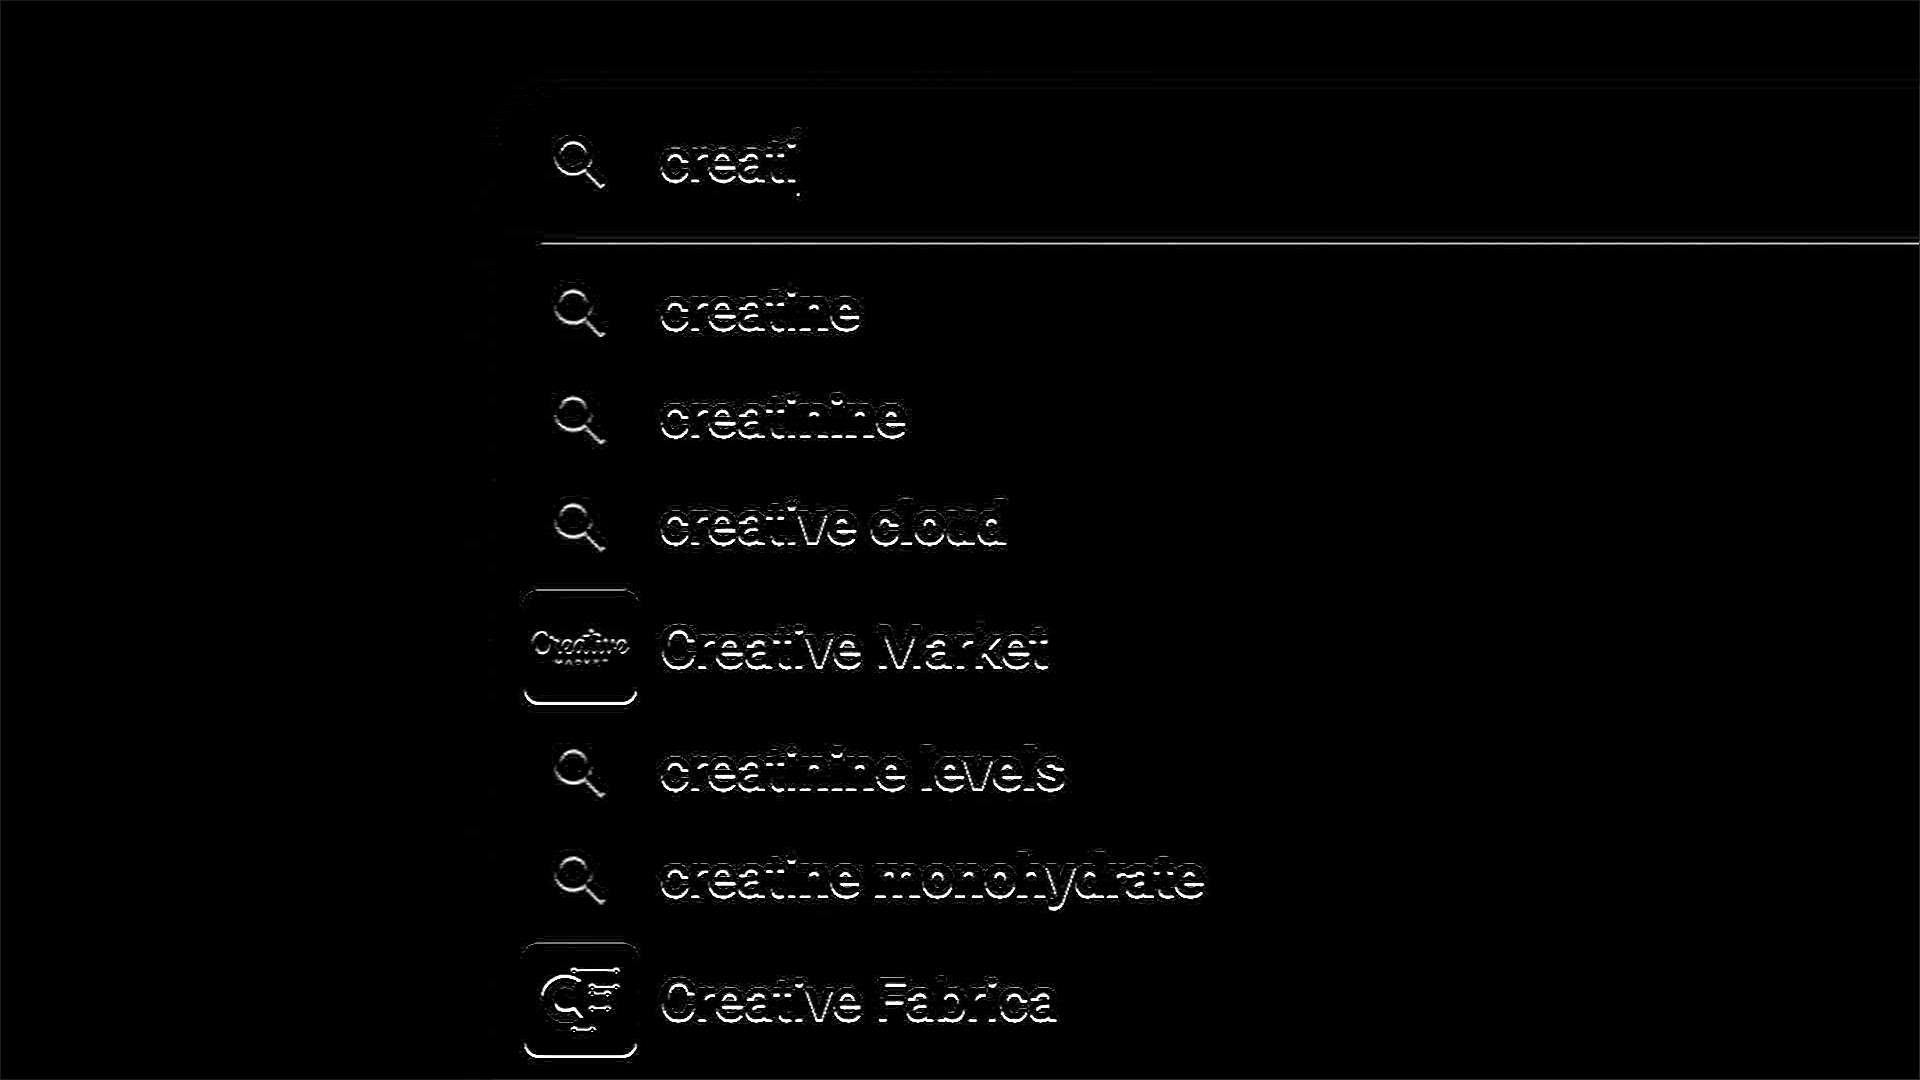 creati
creatine
creatinine
creative cloud
Creative MARKET
Creative Market
creatinine levels
creatine monohydrate
Creative Fabrica